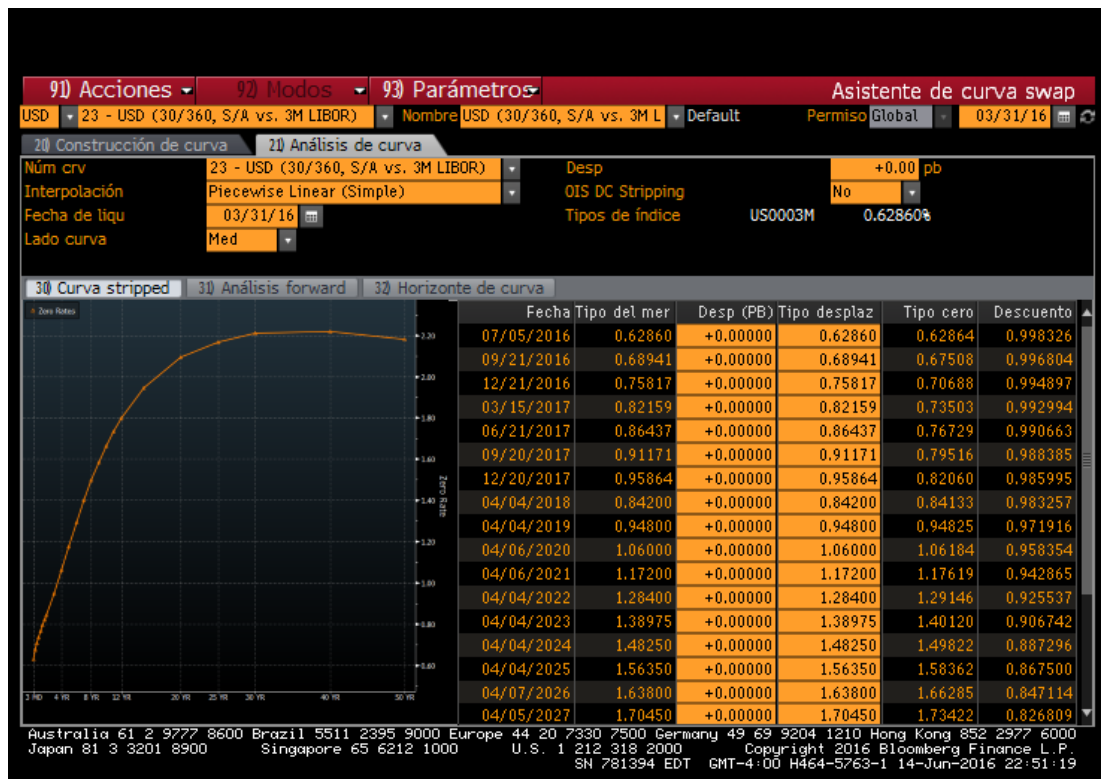 91) Acciones 92) Modos 93) Parámetros Asistente de curva swap
USD 23 - USD (30/360, S/A vs. 3M LIBOR) Nombre USD (30/360, S/A vs. 3M L Default Permiso Global 03/31/16
20) Construcción de curva 21) Análisis de curva
Núm crv 23 - USD (30/360, S/A vs. 3M LIBOR) Desp +0.00 pb
Interpolación Piecewise Linear (Simple) OIS DC Stripping No
Fecha de liqu 03/31/16 Tipos de índice US0003M 0.62860%
Lado curva Med
30) Curva stripped 31) Análisis forward 32) Horizonte de curva
Zero Rates
2.20
2.00
1.80
1.60
1.40
1.20
1.00
0.80
0.60
Zero Rate
3 MO 4 YR 8 YR 12 YR 20 YR 25 YR 30 YR 40 YR 50 YR
Fecha Tipo del mer Desp (PB) Tipo desplaz Tipo cero Descuento
07/05/2016 0.62860 +0.00000 0.62860 0.62864 0.998326
09/21/2016 0.68941 +0.00000 0.68941 0.67508 0.996804
12/21/2016 0.75817 +0.00000 0.75817 0.70688 0.994897
03/15/2017 0.82159 +0.00000 0.82159 0.73503 0.992994
06/21/2017 0.86437 +0.00000 0.86437 0.76729 0.990663
09/20/2017 0.91171 +0.00000 0.91171 0.79516 0.988385
12/20/2017 0.95864 +0.00000 0.95864 0.82060 0.985995
04/04/2018 0.84200 +0.00000 0.84200 0.84133 0.983257
04/04/2019 0.94800 +0.00000 0.94800 0.94825 0.971916
04/06/2020 1.06000 +0.00000 1.06000 1.06184 0.958354
04/06/2021 1.17200 +0.00000 1.17200 1.17619 0.942865
04/04/2022 1.28400 +0.00000 1.28400 1.29146 0.925537
04/04/2023 1.38975 +0.00000 1.38975 1.40120 0.906742
04/04/2024 1.48250 +0.00000 1.48250 1.49822 0.887296
04/04/2025 1.56350 +0.00000 1.56350 1.58362 0.867500
04/07/2026 1.63800 +0.00000 1.63800 1.66285 0.847114
04/05/2027 1.70450 +0.00000 1.70450 1.73422 0.826809
Australia 61 2 9777 8600 Brazil 5511 2395 9000 Europe 44 20 7330 7500 Germany 49 69 9204 1210 Hong Kong 852 2977 6000
Japan 81 3 3201 8900 Singapore 65 6212 1000 U.S. 1 212 318 2000 Copyright 2016 Bloomberg Finance L.P.
SN 781394 EDT GMT-4:00 H464-5763-1 14-Jun-2016 22:51:19